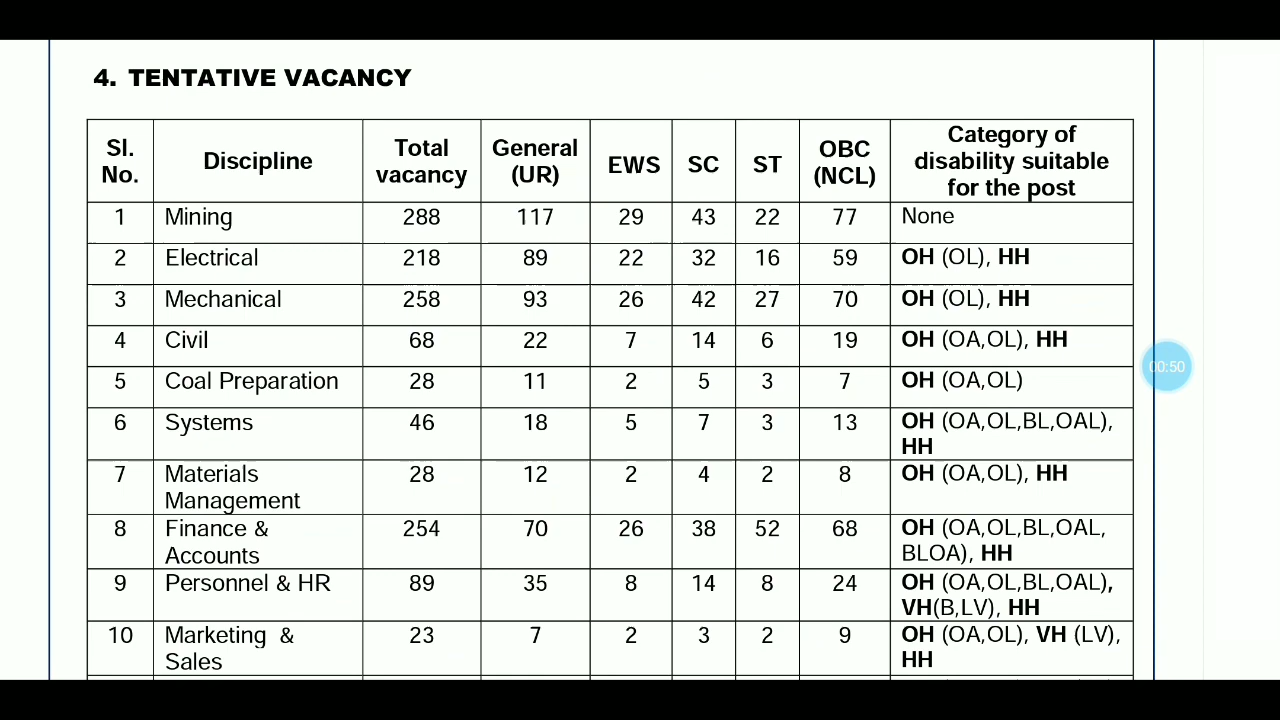 4. TENTATIVE VACANCY
Sl. No. Discipline Total vacancy General (UR) EWS SC ST OBC (NCL) Category of disability suitable for the post
1 Mining 288 117 29 43 22 77 None
2 Electrical 218 89 22 32 16 59 OH (OL), HH
3 Mechanical 258 93 26 42 27 70 OH (OL), HH
4 Civil 68 22 7 14 6 19 OH (OA,OL), HH
5 Coal Preparation 28 11 2 5 3 7 OH (OA,OL)
6 Systems 46 18 5 7 3 13 OH (OA,OL,BL,OAL), HH
7 Materials Management 28 12 2 4 2 8 OH (OA,OL), HH
8 Finance & Accounts 254 70 26 38 52 68 OH (OA,OL,BL,OAL, BLOA), HH
9 Personnel & HR 89 35 8 14 8 24 OH (OA,OL,BL,OAL), VH(B,LV), HH
10 Marketing & Sales 23 7 2 3 2 9 OH (OA,OL), VH (LV), HH
00:50